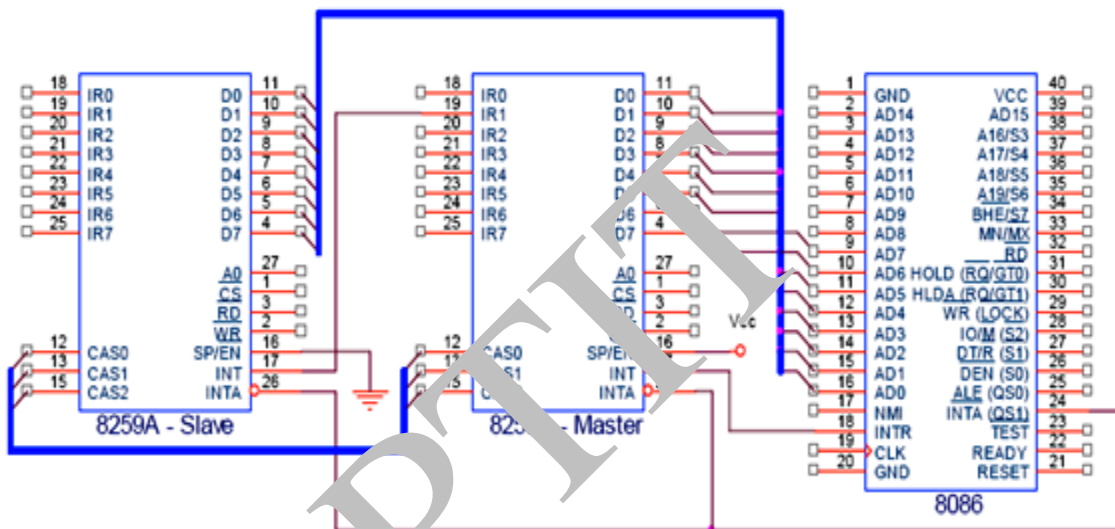 18 IR0 D0 11
19 IR1 D1 10
20 IR2 D2 9
21 IR3 D3 8
22 IR4 D4 7
23 IR5 D5 6
24 IR6 D6 5
25 IR7 D7 4
A0 27
CS 1
RD 3
WR 2
12 CAS0 SP/EN 16
13 CAS1 INT 17
15 CAS2 INTA 26
8259A - Slave
18 IR0 D0 11
19 IR1 D1 10
20 IR2 D2 9
21 IR3 D3 8
22 IR4 D4
23 IR5
24 IR6 D6
25 IR7 D7 4
A0 27
CS 1
3
2
Vcc
12 CAS0 SP/EN 16
13 INT
INTA
Master
DTIT
1 GND VCC 40
2 AD14 AD15 39
3 AD13 A16/S3 38
4 AD12 A17/S4 37
5 AD11 A18/S5 36
6 AD10 A19/S6 35
7 AD9 BHE/S7 34
8 AD8 MN/MX 33
9 AD7 RD 32
10 AD6 HOLD (RQ/GT0) 31
11 AD5 HLDA (RQ/GT1) 30
12 AD4 WR (LOCK) 29
13 AD3 IO/M (S2) 28
14 AD2 DT/R (S1) 27
15 AD1 DEN (S0) 26
16 AD0 ALE (QS0) 25
17 NMI INTA (QS1) 24
18 INTR TEST 23
19 CLK READY 22
20 GND RESET 21
8086